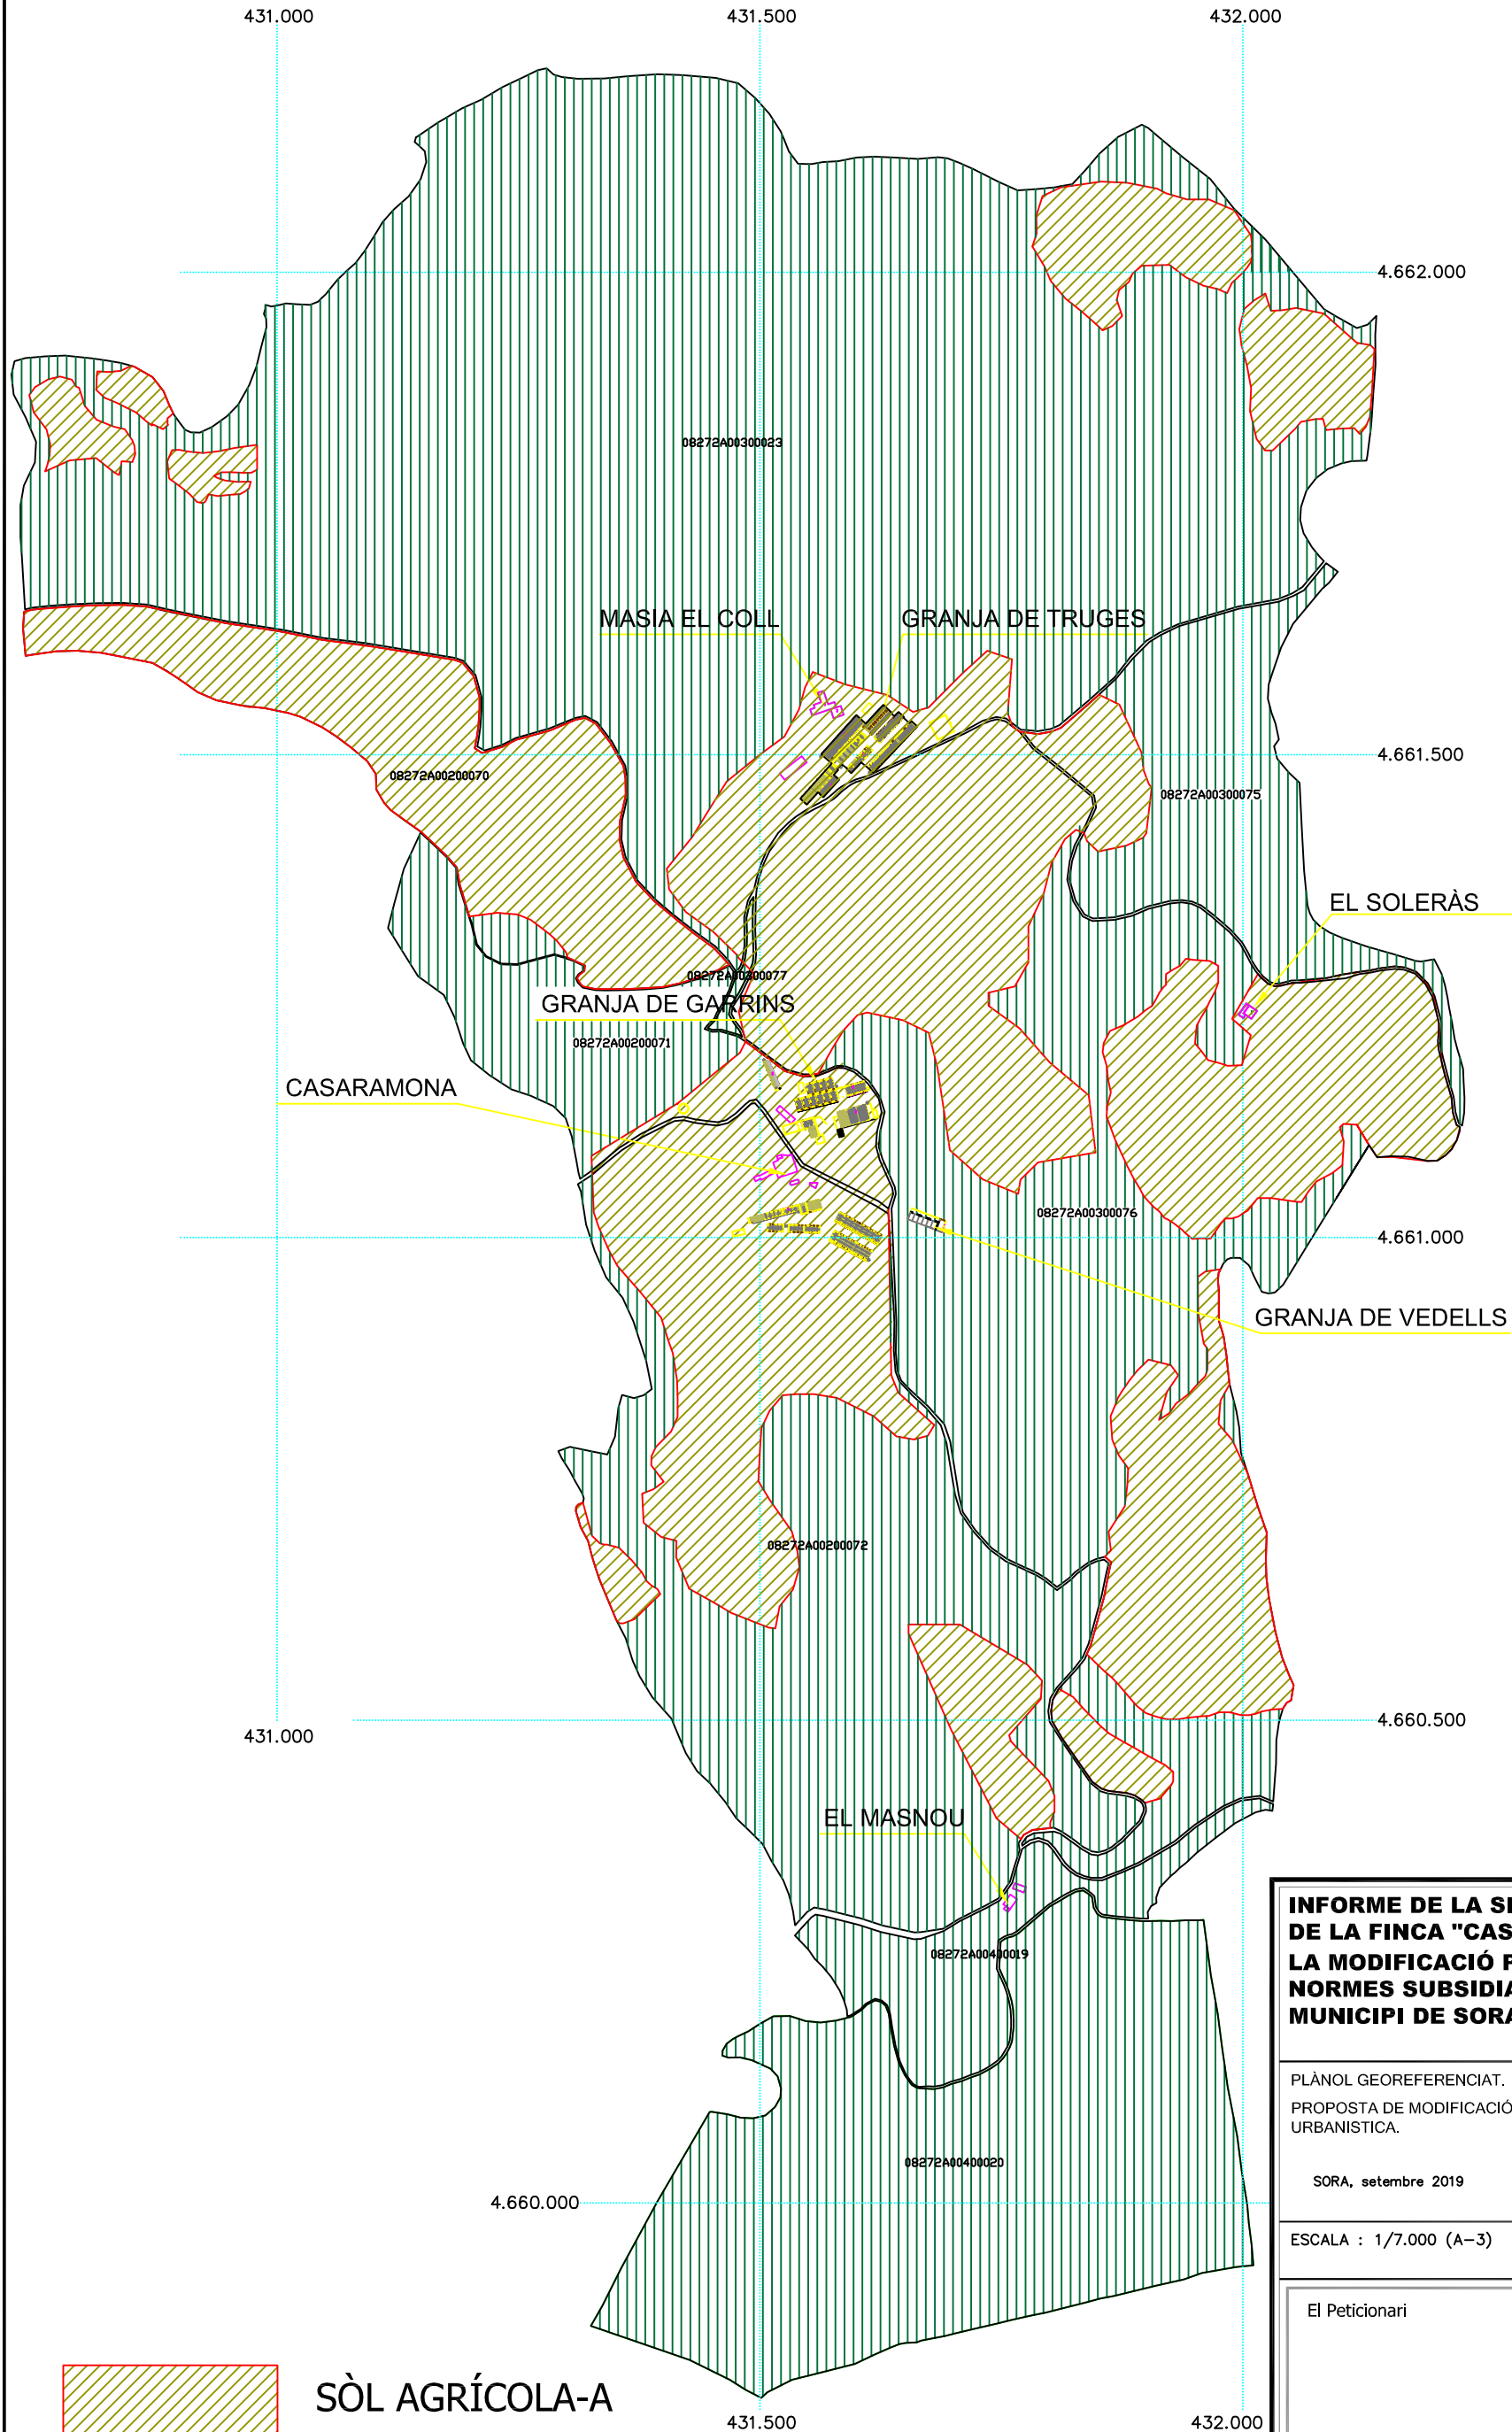 431.000
431.500
432.000
4.662.000
08272A00300023
MASIA EL COLL
GRANJA DE TRUGES
4.661.500
08272A00200070
08272A00300075
EL SOLERÀS
08272A00300077
GRANJA DE GARRINS
08272A00200071
CASARAMONA
08272A00300076
4.661.000
GRANJA DE VEDELLS
08272A00200072
4.660.500
431.000
EL MASNOU
08272A00400019
08272A00400020
4.660.000
INFORME DE LA
DE LA FINCA "CAS
LA MODIFICACIÓ
NORMES
MUNICIPI DE SORA
PLÀNOL GEOREFERENCIAT.
PROPOSTA DE MODIFICACIÓ
URBANISTICA.
SORA, setembre 2019
ESCALA : 1/7.000 (A-3)
El Peticionari
SÒL AGRÍCOLA-A
431.500
432.000